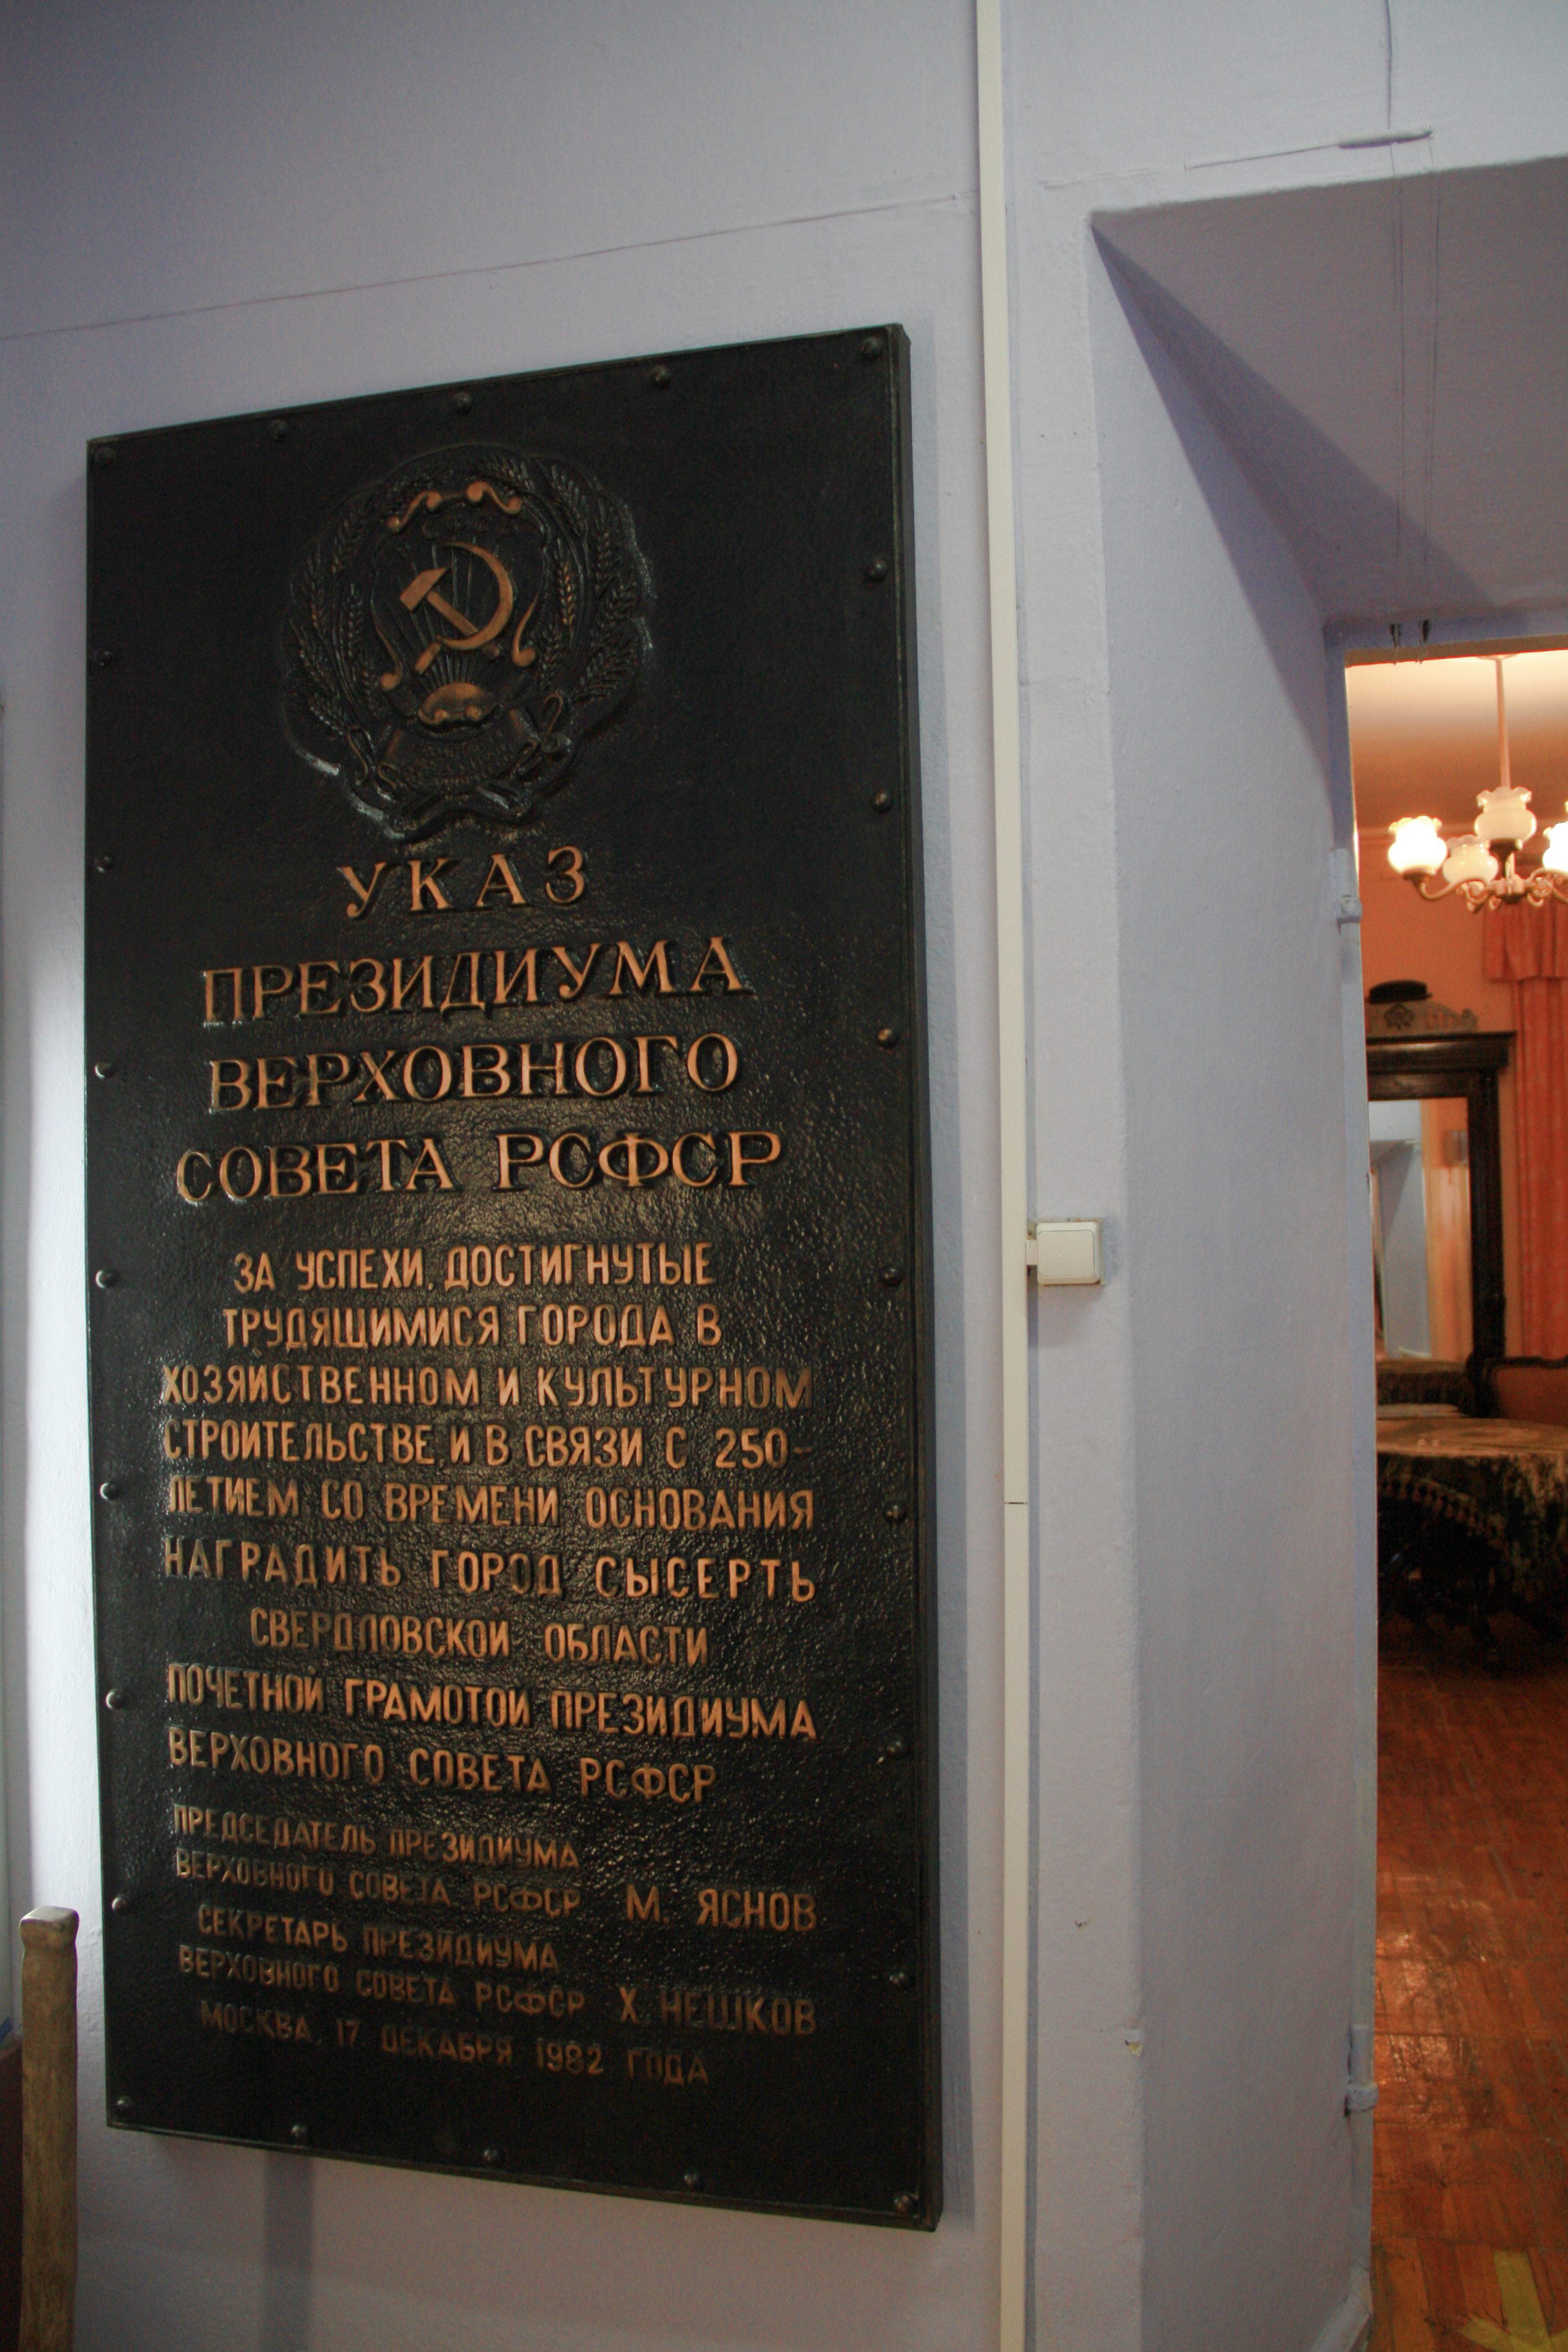 УКАЗ
ПРЕЗИДИУМА
ВЕРХОВНОГО
СОВЕТА РСФСР
ЗА УСПЕХИ, ДОСТИГНУТЫЕ
ТРУДЯЩИМИСЯ ГОРОДА В
ХОЗЯЙСТВЕННОМ И КУЛЬТУРНОМ
СТРОИТЕЛЬСТВЕ, И В СВЯЗИ С 250-
ЛЕТИЕМ СО ВРЕМЕНИ ОСНОВАНИЯ
НАГРАДИТЬ ГОРОД СЫСЕРТЬ
СВЕРДЛОВСКОЙ ОБЛАСТИ
ПОЧЕТНОЙ ГРАМОТОЙ ПРЕЗИДИУМА
ВЕРХОВНОГО СОВЕТА РСФСР
ПРЕДСЕДАТЕЛЬ ПРЕЗИДИУМА
ВЕРХОВНОГО СОВЕТА РСФСР М. ЯСНОВ
СЕКРЕТАРЬ ПРЕЗИДИУМА
ВЕРХОВНОГО СОВЕТА РСФСР Х. НЕШКОВ
МОСКВА, 17 ДЕКАБРЯ 1982 ГОДА